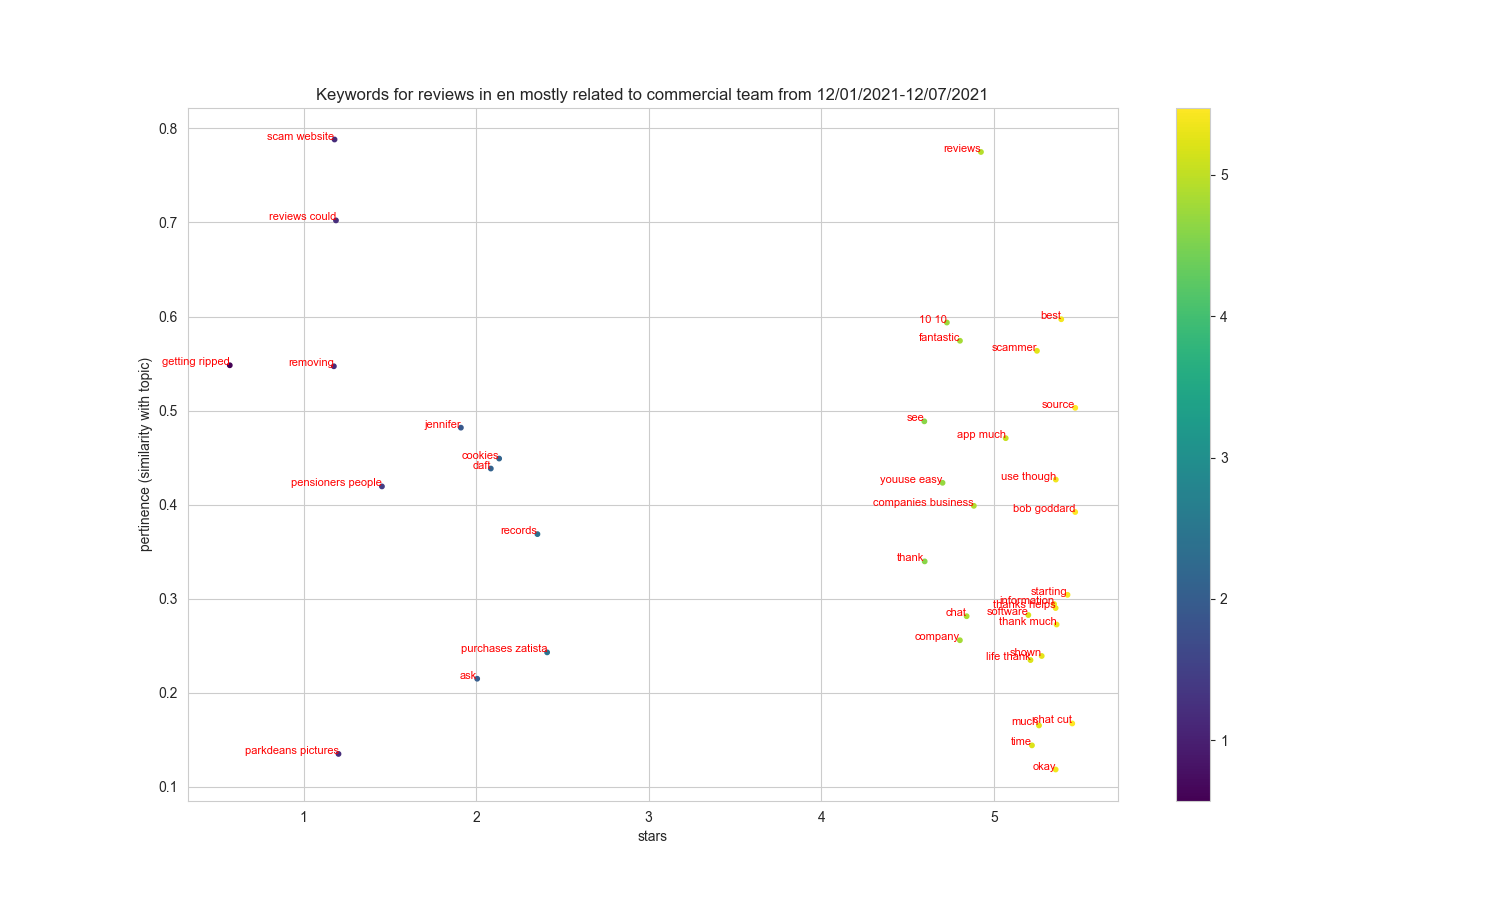 Keywords for reviews in en mostly related to commercial team from 12/01/2021-12/07/2021
0.8
scam website
reviews
0.7
reviews could
0.6
best
10 10
fantastic
scammer
getting ripped
removing
0.5
source
see
jennifer
app much
cookies
daft
use though
youuse easy
pensioners people
0.4
companies business
bob goddard
records
thank
0.3
starting
information
thanks helps
software
chat
thank much
company
purchases zatista
shown
life thank
0.2
ask
much
chat cut
time
parkdeans pictures
okay
0.1
1
2
3
4
5
stars
pertinence (similarity with topic)
5
4
3
2
1